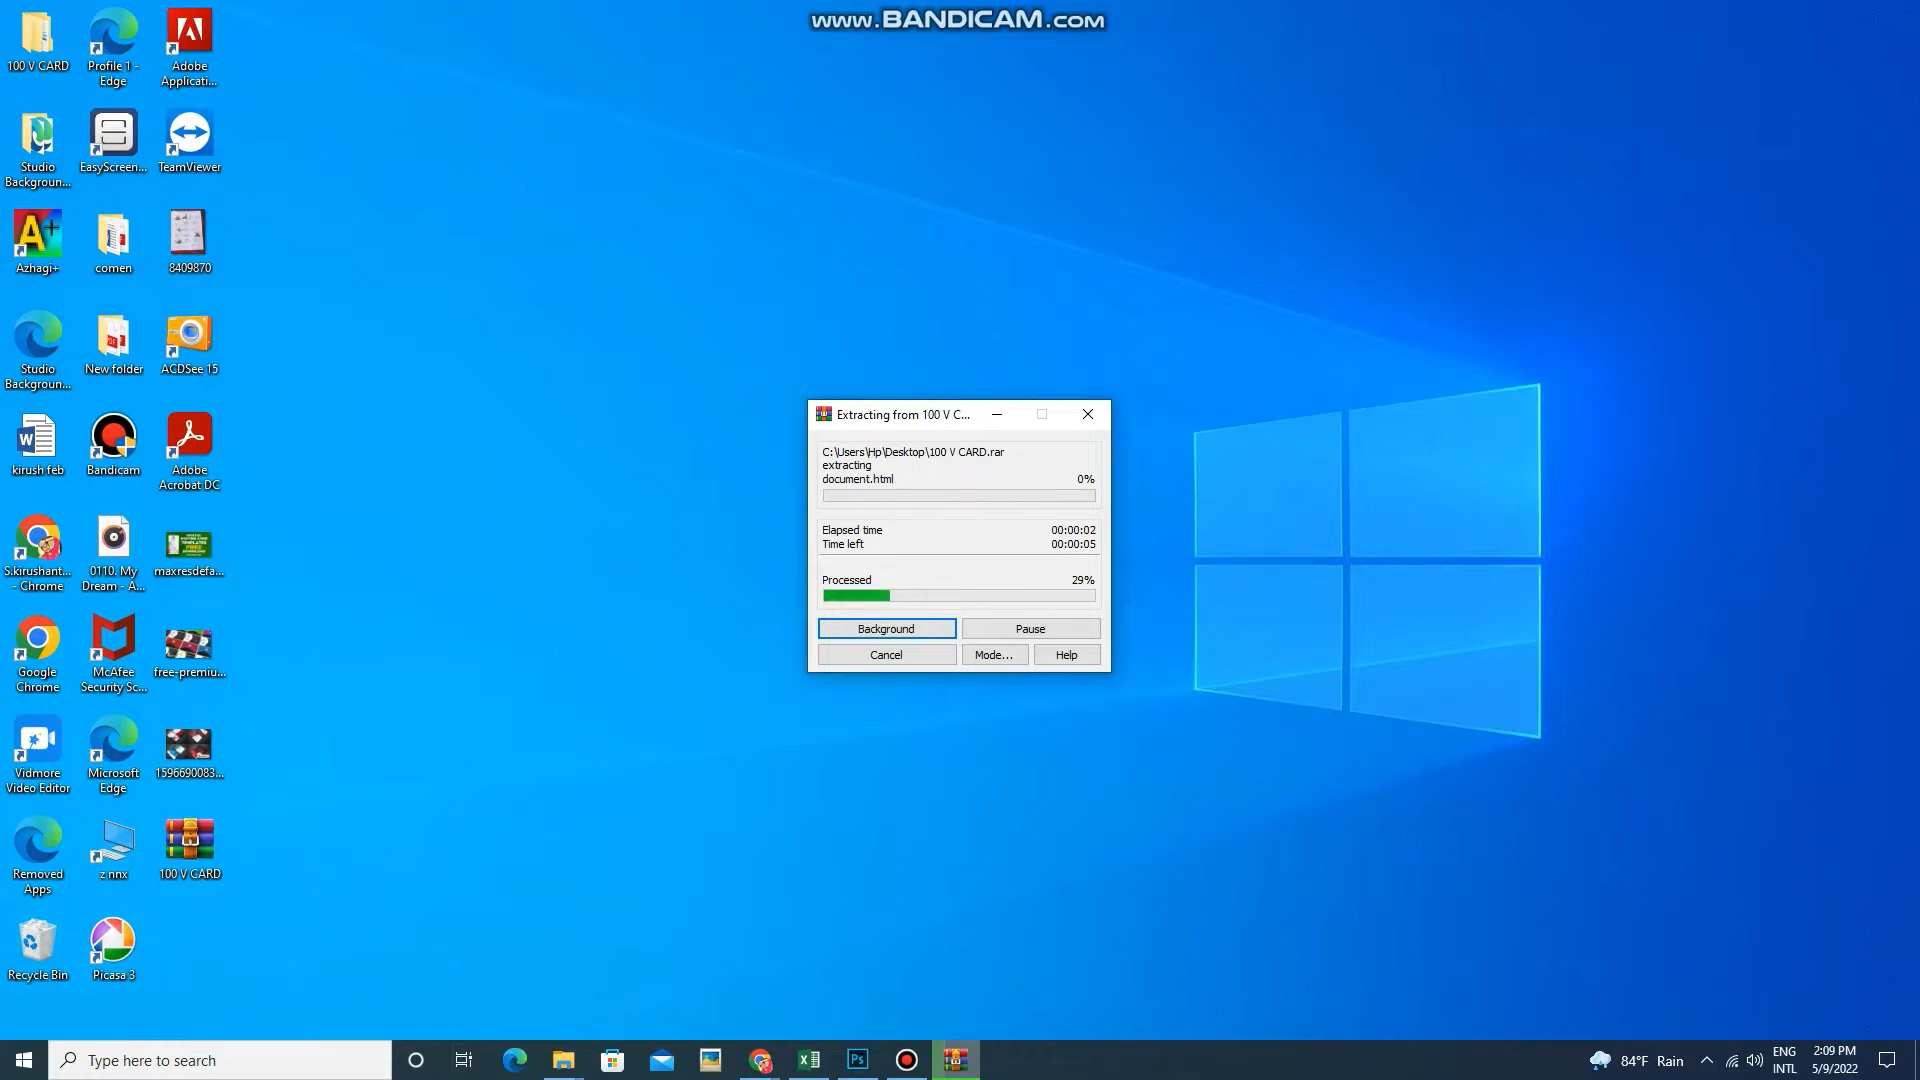 www.BANDICAM.com
100 V CARD
Profile 1 -
Edge
Adobe
Applicati...
Studio
Backgroun...
EasyScreen...
TeamViewer
Azhagi+
comen
8409870
Studio
Backgroun...
New folder
ACDSee 15
kirush feb
Bandicam
Adobe
Acrobat DC
S.kirushant...
- Chrome
0110. My
Dream - A...
maxresdefa...
Google
Chrome
McAfee
Security Sc...
free-premiu...
Vidmore
Video Editor
Microsoft
Edge
1596690083...
Removed
Apps
z nnx
100 V CARD
Recycle Bin
Picasa 3
Extracting from 100 V C...
C:\Users\Hp\Desktop\100 V CARD.rar
extracting
document.html 0%
Elapsed time 00:00:02
Time left 00:00:05
Processed 29%
Background Pause
Cancel Mode... Help
Type here to search
Ps
84°F Rain
ENG
INTL
2:09 PM
5/9/2022